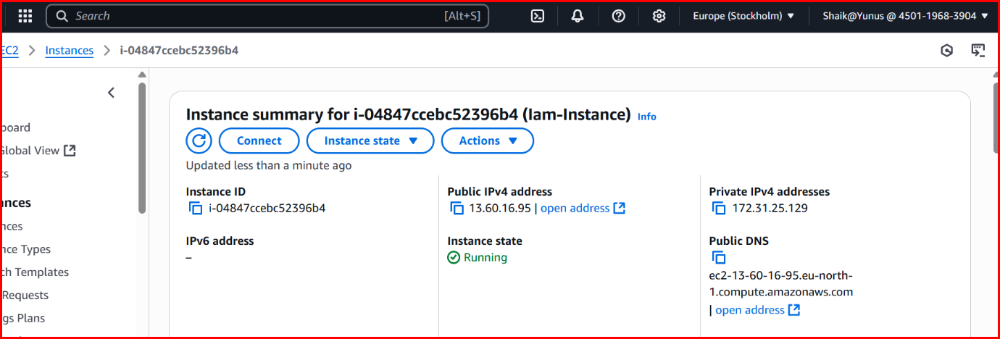 Search [Alt+S] Europe (Stockholm) Shaik@Yunus @ 4501-1968-3904
EC2 > Instances > i-04847ccebc52396b4
board
Global View
ts
nces
nce Types
ch Templates
Requests
gs Plans
Instance summary for i-04847ccebc52396b4 (Iam-Instance) Info
Connect Instance state Actions
Updated less than a minute ago
Instance ID
i-04847ccebc52396b4
IPv6 address
–
Public IPv4 address
13.60.16.95 | open address
Instance state
Running
Private IPv4 addresses
172.31.25.129
Public DNS
ec2-13-60-16-95.eu-north-
1.compute.amazonaws.com
| open address